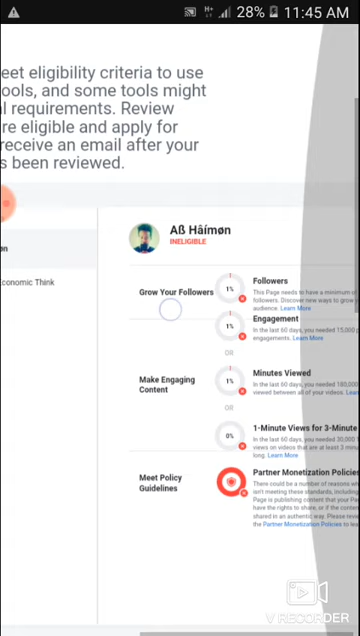 28% 11:45 AM
eet eligibility criteria to use
ools, and some tools might
l requirements. Review
re eligible and apply for
receive an email after your
s been reviewed.
Aß Hâímøn
INELIGIBLE
øn
Economic Think
Grow Your Followers
1%
Followers
This Page needs to have a minimum of
followers. Discover new ways to grow
audience. Learn More
1%
Engagement
In the last 60 days, you needed 15,000
engagements. Learn More
OR
Make Engaging
Content
1%
Minutes Viewed
In the last 60 days, you needed 180,000
viewed between all of your videos. Lear
OR
0%
1-Minute Views for 3-Minute
In the last 60 days, you needed 30,000 1
views on videos that are at least 3 minu
long. Learn More
Meet Policy
Guidelines
Partner Monetization Policies
There could be a number of reasons wh
isn't meeting these standards, including
Page is publishing content that your Pag
have the rights to share, or if the content
shared in an authentic way. Please revie
the Partner Monetization Policies to lea
V RECORDER